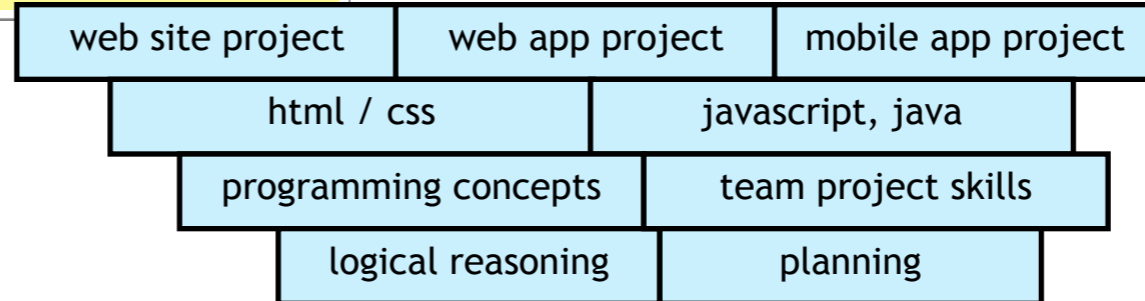 web site project web app project mobile app project
html / css javascript, java
programming concepts team project skills
logical reasoning planning